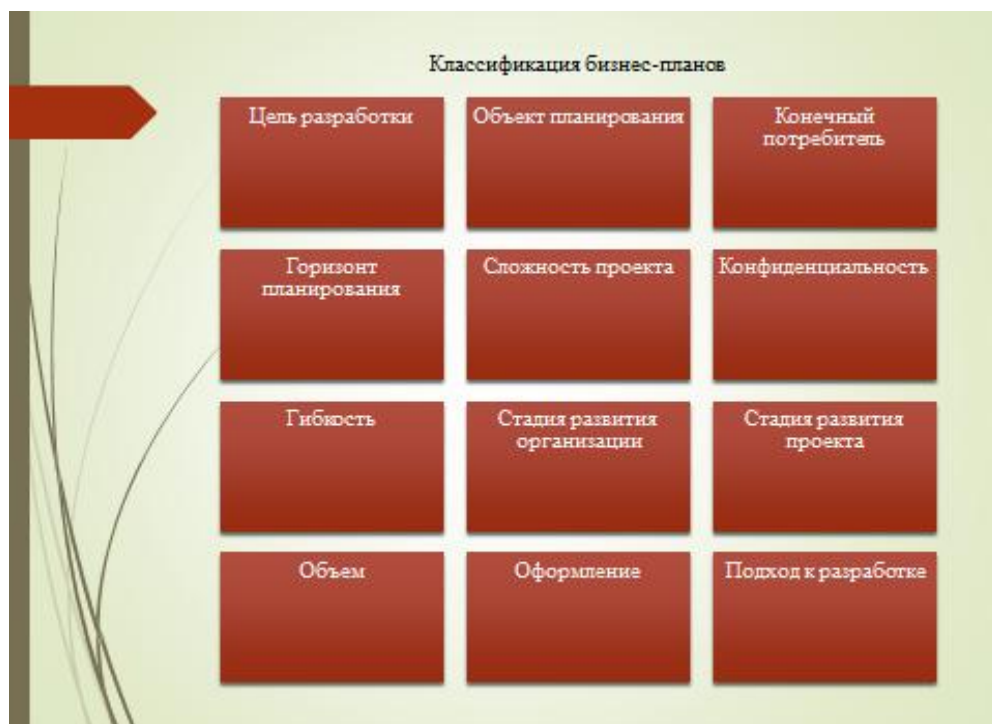 Классификация бизнес-планов
Цель разработки
Объект планирования
Конечный
потребитель
Горизонт
планирования
Сложность проекта
Конфиденциальность
Гибкость
Стадия развития
организации
Стадия развития
проекта
Объем
Оформление
Подход к разработке